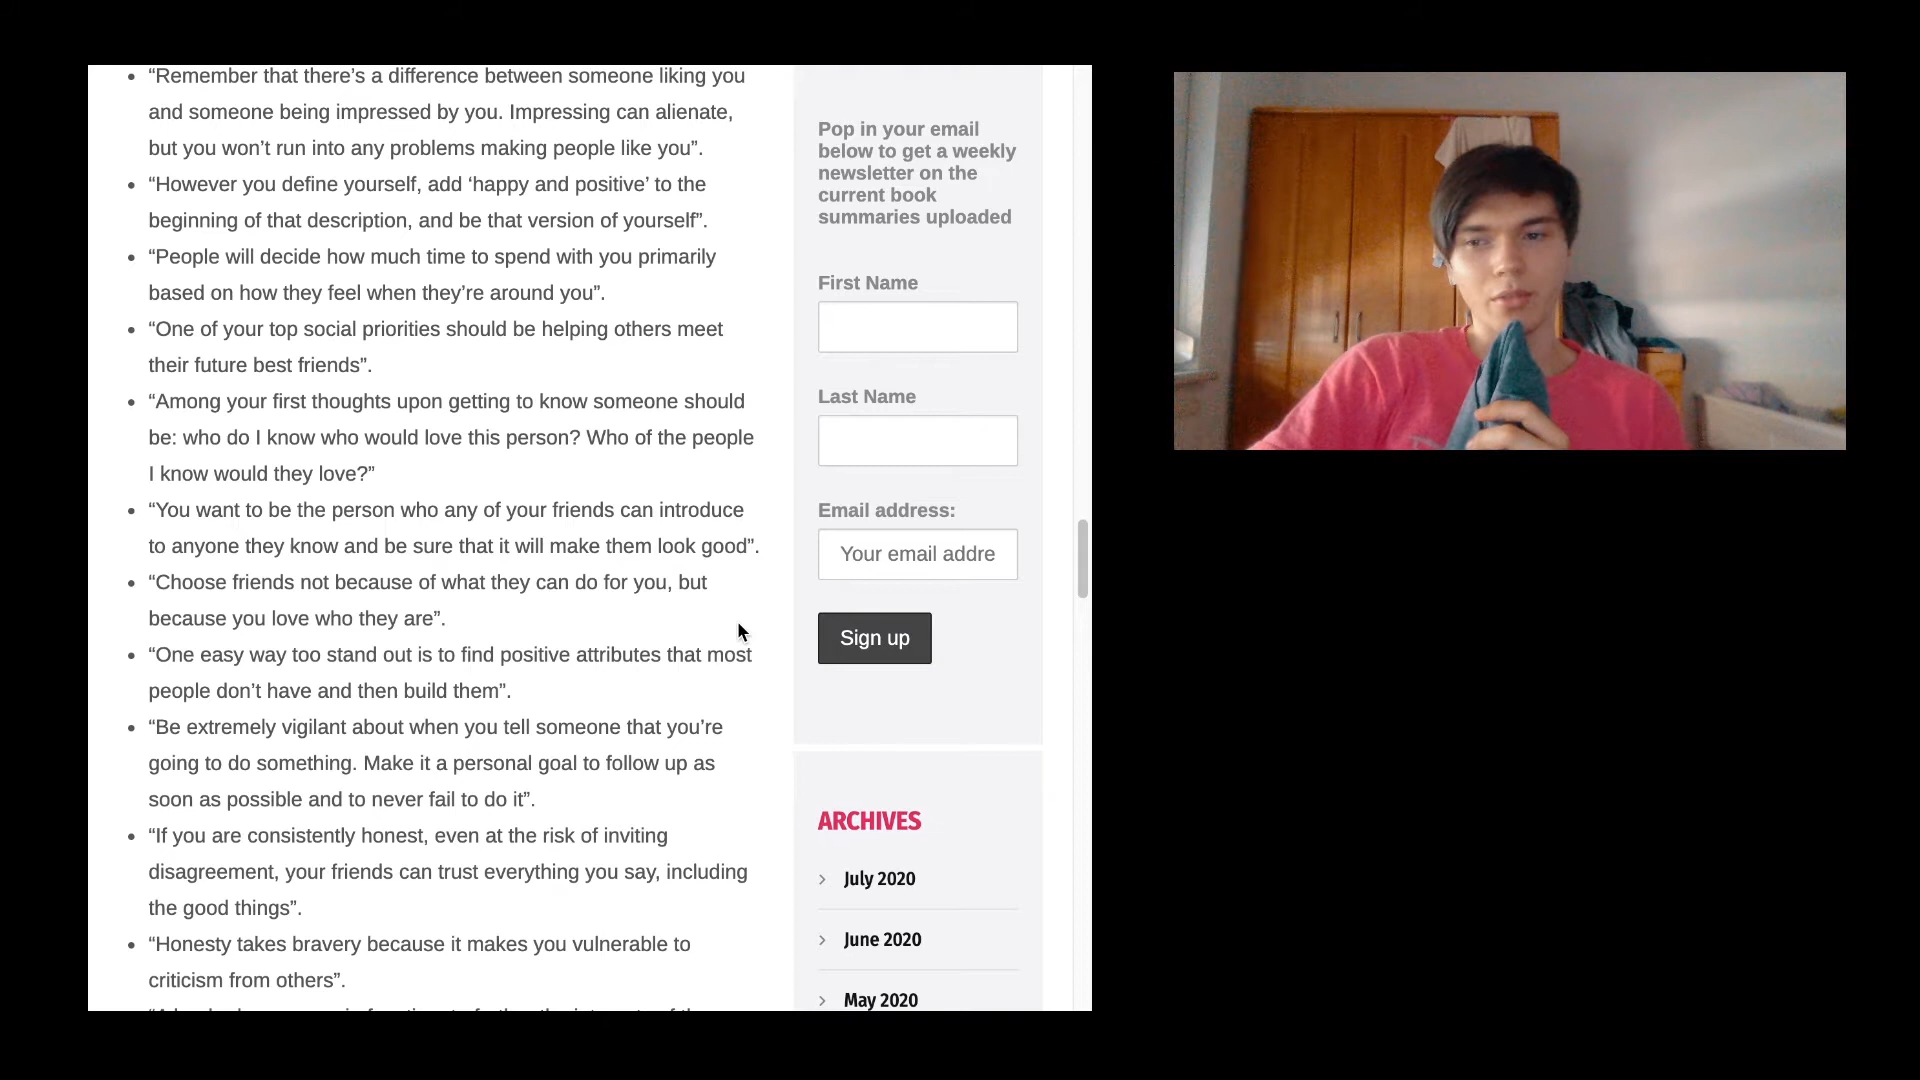 “Remember that there’s a difference between someone liking you
and someone being impressed by you. Impressing can alienate,
but you won’t run into any problems making people like you”.
“However you define yourself, add ‘happy and positive’ to the
beginning of that description, and be that version of yourself”.
“People will decide how much time to spend with you primarily
based on how they feel when they’re around you”.
“One of your top social priorities should be helping others meet
their future best friends”.
“Among your first thoughts upon getting to know someone should
be: who do I know who would love this person? Who of the people
I know would they love?”
“You want to be the person who any of your friends can introduce
to anyone they know and be sure that it will make them look good”.
“Choose friends not because of what they can do for you, but
because you love who they are”.
“One easy way too stand out is to find positive attributes that most
people don’t have and then build them”.
“Be extremely vigilant about when you tell someone that you’re
going to do something. Make it a personal goal to follow up as
soon as possible and to never fail to do it”.
“If you are consistently honest, even at the risk of inviting
disagreement, your friends can trust everything you say, including
the good things”.
“Honesty takes bravery because it makes you vulnerable to
criticism from others”.
Pop in your email
below to get a weekly
newsletter on the
current book
summaries uploaded
First Name
Last Name
Email address:
Your email addre
Sign up
ARCHIVES
July 2020
June 2020
May 2020